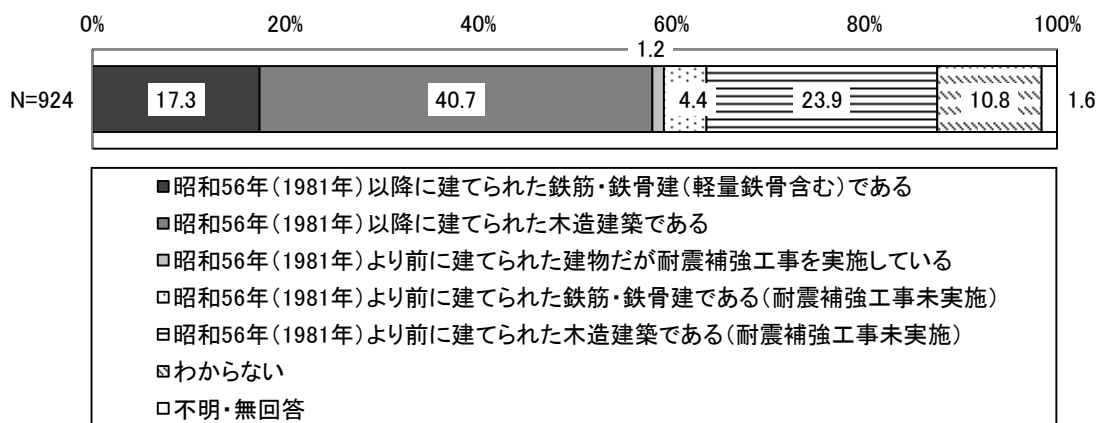 0% 20% 40% 60% 80% 100%
1.2
N=924 17.3 40.7 4.4 23.9 10.8 1.6
昭和56年(1981年)以降に建てられた鉄筋・鉄骨建(軽量鉄骨含む)である
昭和56年(1981年)以降に建てられた木造建築である
昭和56年(1981年)より前に建てられた建物だが耐震補強工事を実施している
昭和56年(1981年)より前に建てられた鉄筋・鉄骨建である(耐震補強工事未実施)
昭和56年(1981年)より前に建てられた木造建築である(耐震補強工事未実施)
わからない
不明・無回答